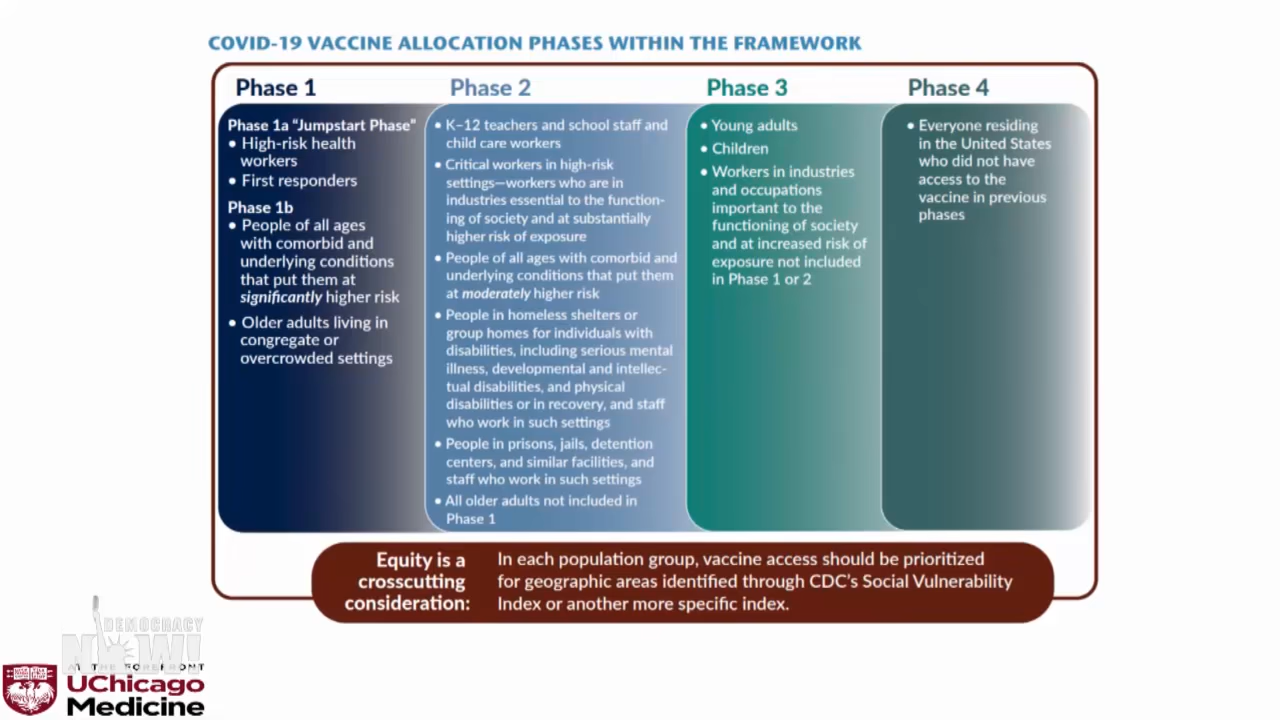 COVID-19 VACCINE ALLOCATION PHASES WITHIN THE FRAMEWORK
Phase 1
Phase 1a "Jumpstart Phase"
• High-risk health
workers
• First responders
Phase 1b
• People of all ages
with comorbid and
underlying conditions
that put them at
significantly higher risk
• Older adults living in
congregate or
overcrowded settings
Phase 2
• K–12 teachers and school staff and
child care workers
• Critical workers in high-risk
settings—workers who are in
industries essential to the function-
ing of society and at substantially
higher risk of exposure
• People of all ages with comorbid and
underlying conditions that put them
at moderately higher risk
• People in homeless shelters or
group homes for individuals with
disabilities, including serious mental
illness, developmental and intellec-
tual disabilities, and physical
disabilities or in recovery, and staff
who work in such settings
• People in prisons, jails, detention
centers, and similar facilities, and
staff who work in such settings
• All older adults not included in
Phase 1
Phase 3
• Young adults
• Children
• Workers in industries
and occupations
important to the
functioning of society
and at increased risk of
exposure not included
in Phase 1 or 2
Phase 4
• Everyone residing
in the United States
who did not have
access to the
vaccine in previous
phases
Equity is a
crosscutting
consideration:
In each population group, vaccine access should be prioritized
for geographic areas identified through CDC's Social Vulnerability
Index or another more specific index.
DEMOCRACY
NOW!
AT THE FOREFRONT
UChicago
Medicine